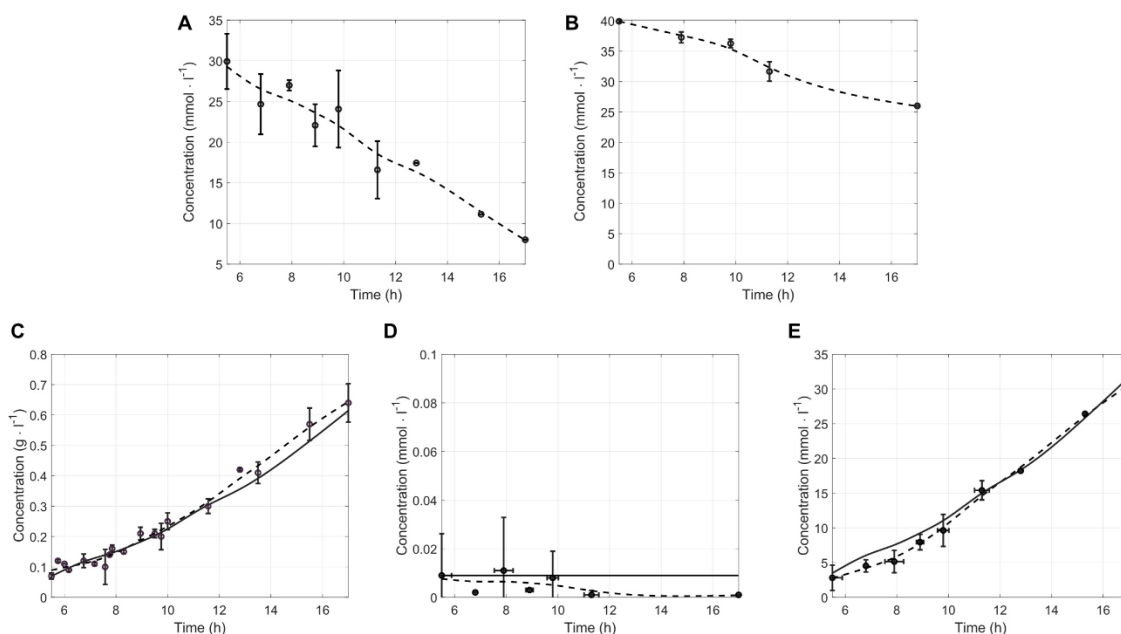 A
Concentration (mmol · l⁻¹)
35
30
25
20
15
10
5
6 8 10 12 14 16
Time (h)
B
Concentration (mmol · l⁻¹)
40
35
30
25
20
15
10
5
0
6 8 10 12 14 16
Time (h)
C
Concentration (g · l⁻¹)
0.8
0.7
0.6
0.5
0.4
0.3
0.2
0.1
0
6 8 10 12 14 16
Time (h)
D
Concentration (mmol · l⁻¹)
0.1
0.08
0.06
0.04
0.02
0
6 8 10 12 14 16
Time (h)
E
Concentration (mmol · l⁻¹)
35
30
25
20
15
10
5
0
6 8 10 12 14 16
Time (h)